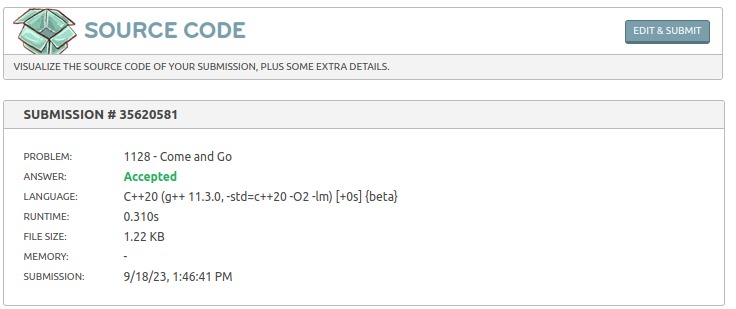 SOURCE CODE
EDIT & SUBMIT
VISUALIZE THE SOURCE CODE OF YOUR SUBMISSION, PLUS SOME EXTRA DETAILS.
SUBMISSION # 35620581
PROBLEM: 1128 - Come and Go
ANSWER: Accepted
LANGUAGE: C++20 (g++ 11.3.0, -std=c++20 -O2 -lm) [+0s] {beta}
RUNTIME: 0.310s
FILE SIZE: 1.22 KB
MEMORY: -
SUBMISSION: 9/18/23, 1:46:41 PM